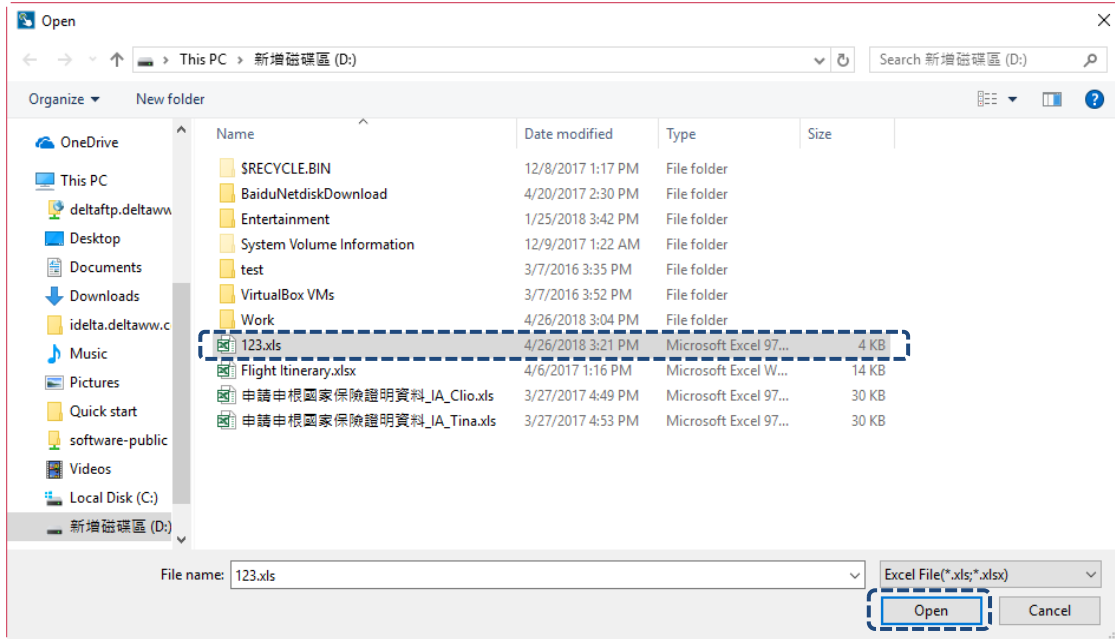 Open
This PC > 新增磁碟區 (D:)
Search 新增磁碟區 (D:)
Organize
New folder
OneDrive
This PC
deltaftp.deltaww
Desktop
Documents
Downloads
idelta.deltaww.c
Music
Pictures
Quick start
software-public
Videos
Local Disk (C:)
新增磁碟區 (D:)
Name Date modified Type Size
$RECYCLE.BIN 12/8/2017 1:17 PM File folder
BaiduNetdiskDownload 4/20/2017 2:30 PM File folder
Entertainment 1/25/2018 3:42 PM File folder
System Volume Information 12/9/2017 1:22 AM File folder
test 3/7/2016 3:35 PM File folder
VirtualBox VMs 3/7/2016 3:52 PM File folder
Work 4/26/2018 3:04 PM File folder
123.xls 4/26/2018 3:21 PM Microsoft Excel 97... 4 KB
Flight Itinerary.xlsx 4/6/2017 1:16 PM Microsoft Excel W... 14 KB
申請申根國家保險證明資料_IA_Clio.xls 3/27/2017 4:49 PM Microsoft Excel 97... 30 KB
申請申根國家保險證明資料_IA_Tina.xls 3/27/2017 4:53 PM Microsoft Excel 97... 30 KB
File name: 123.xls
Excel File(*.xls;*.xlsx)
Open
Cancel